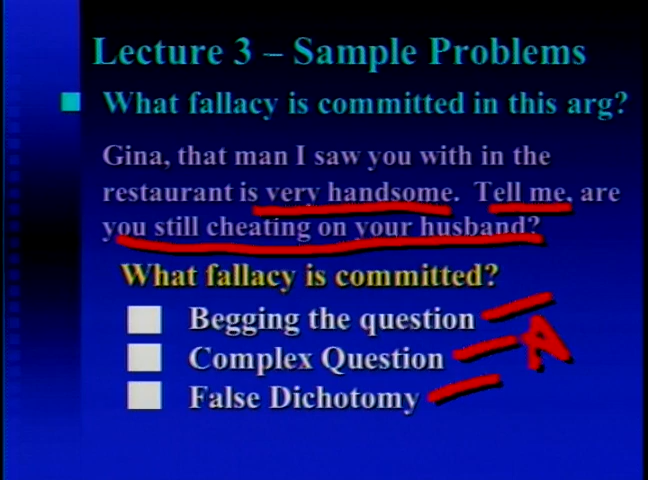 Lecture 3 – Sample Problems
What fallacy is committed in this arg?
Gina, that man I saw you with in the
restaurant is very handsome. Tell me, are
you still cheating on your husband?
What fallacy is committed?
Begging the question
Complex Question A
False Dichotomy